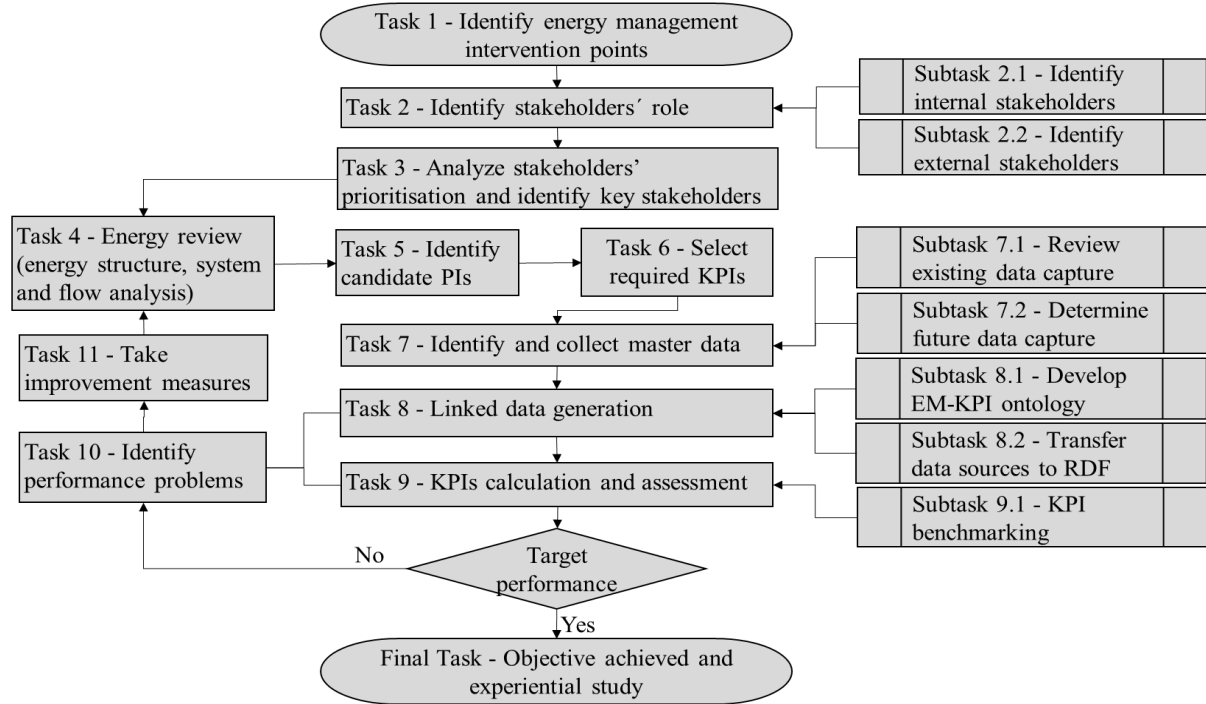 Task 1 - Identify energy management
intervention points
Task 2 - Identify stakeholders´ role
Subtask 2.1 - Identify
internal stakeholders
Subtask 2.2 - Identify
external stakeholders
Task 3 - Analyze stakeholders’
prioritisation and identify key stakeholders
Task 4 - Energy review
(energy structure, system
and flow analysis)
Task 5 - Identify
candidate PIs
Task 6 - Select
required KPIs
Subtask 7.1 - Review
existing data capture
Subtask 7.2 - Determine
future data capture
Task 7 - Identify and collect master data
Task 11 - Take
improvement measures
Task 8 - Linked data generation
Subtask 8.1 - Develop
EM-KPI ontology
Subtask 8.2 - Transfer
data sources to RDF
Task 10 - Identify
performance problems
Task 9 - KPIs calculation and assessment
Subtask 9.1 - KPI
benchmarking
No
Target
performance
Yes
Final Task - Objective achieved and
experiential study